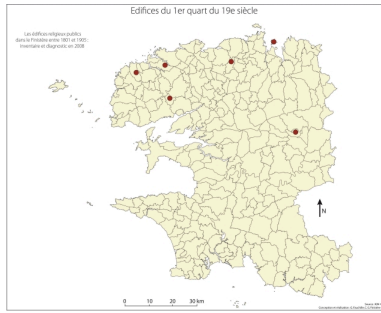 Edifices du 1er quart du 19e siècle
Les édifices religieux publics
dans le Finistère entre 1801 et 1905:
inventaire et diagnostic en 2008
N
0 10 20 30 km